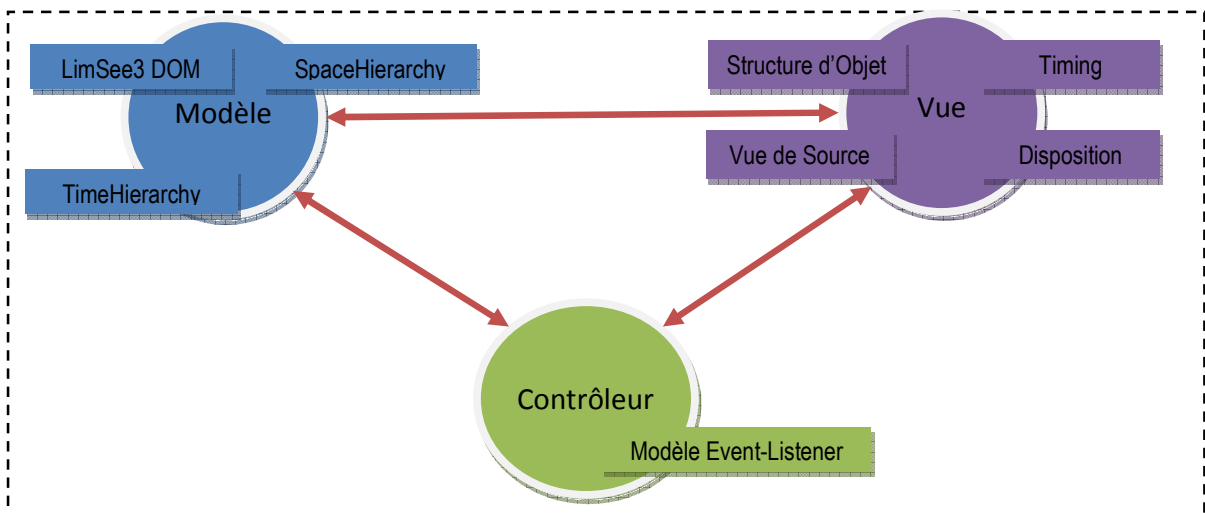 LimSee3 DOM
SpaceHierarchy
Modèle
TimeHierarchy
Structure d’Objet
Timing
Vue
Vue de Source
Disposition
Contrôleur
Modèle Event-Listener